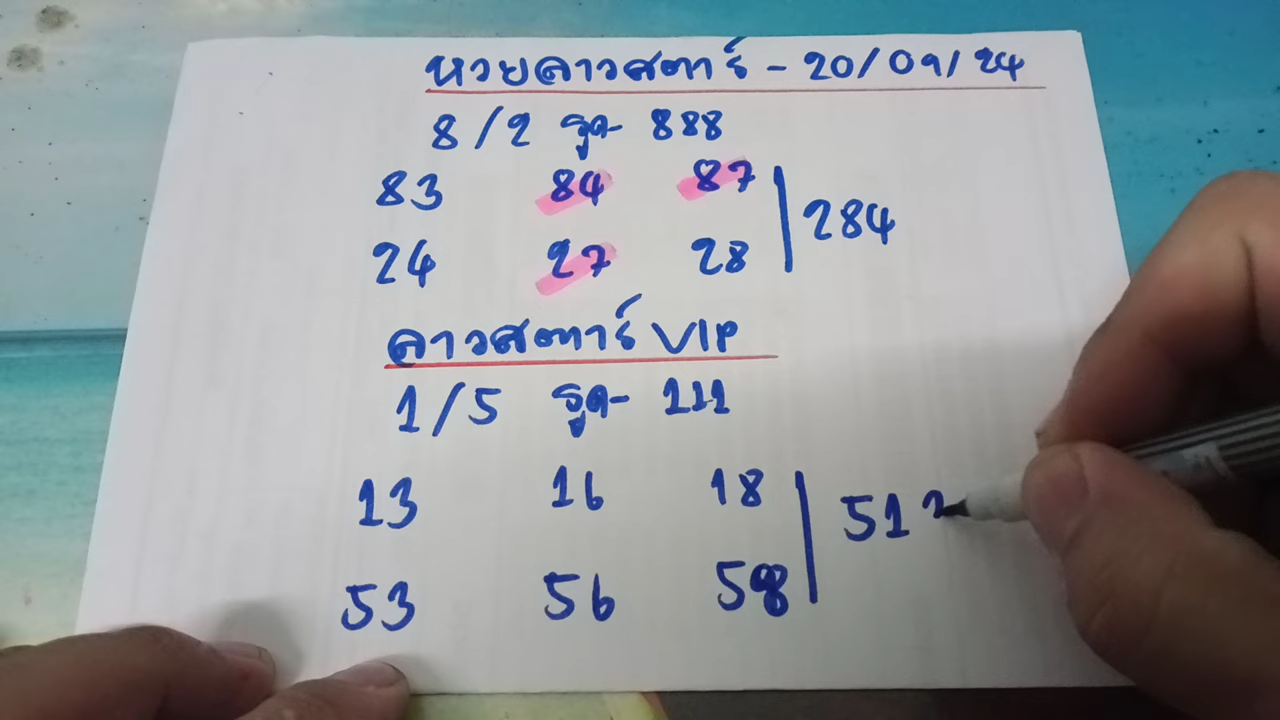 หวยลาวสตาร์ - 20/09/24
8/2 รูด- 888
83 84 87
284
24 27 28
ลาวสตาร์ VIP
1/5 รูด- 111
13 16 18
51
53 56 58